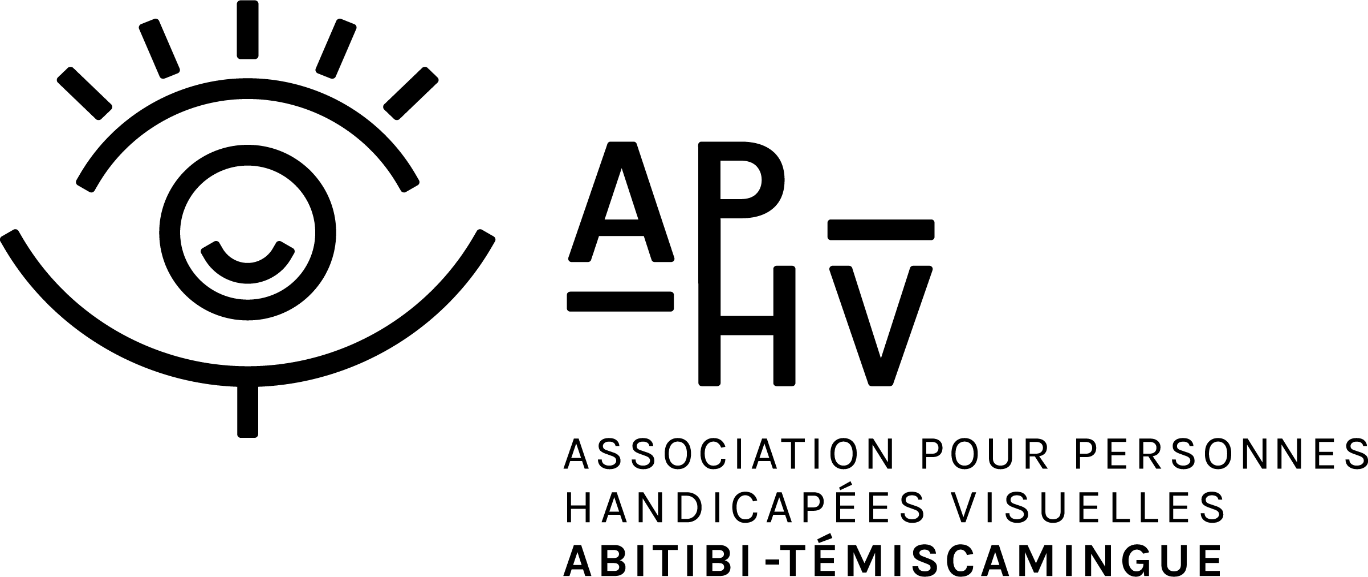 AP
HV
ASSOCIATION POUR PERSONNES
HANDICAPÉES VISUELLES
ABITIBI-TÉMISCAMINGUE